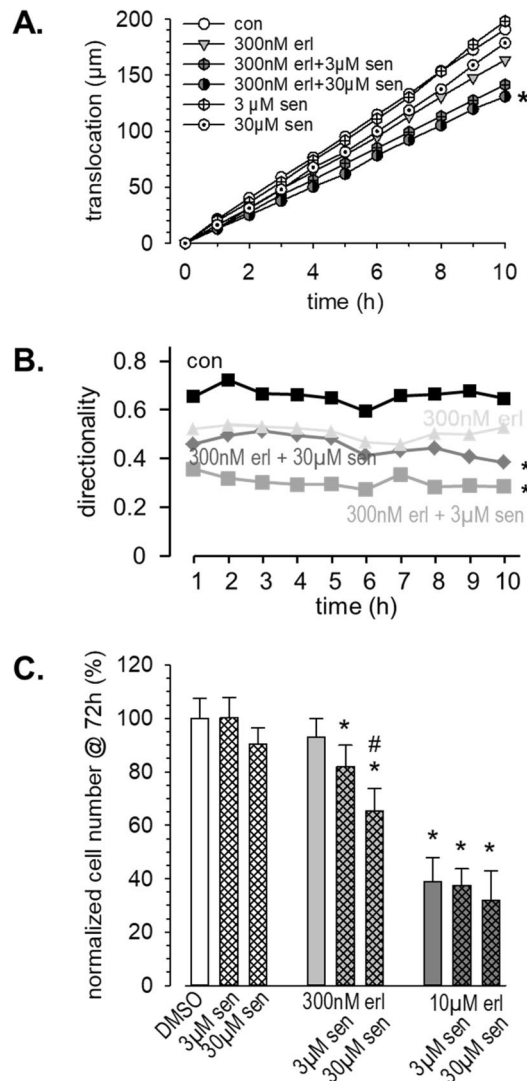 A.
con
300nM erl
300nM erl+3µM sen
300nM erl+30µM sen
3 µM sen
30µM sen
translocation (µm)
200
150
100
50
0
*
0 2 4 6 8 10
time (h)
B.
con
300nM erl
300nM erl + 30µM sen
300nM erl + 3µM sen
directionality
0.8
0.6
0.4
0.2
0
*
*
1 2 3 4 5 6 7 8 9 10
time (h)
C.
normalized cell number @ 72h (%)
120
100
80
60
40
20
0
*
#
*
* * *
DMSO
3µM sen
30µM sen
300nM erl
3µM sen
30µM sen
10µM erl
3µM sen
30µM sen